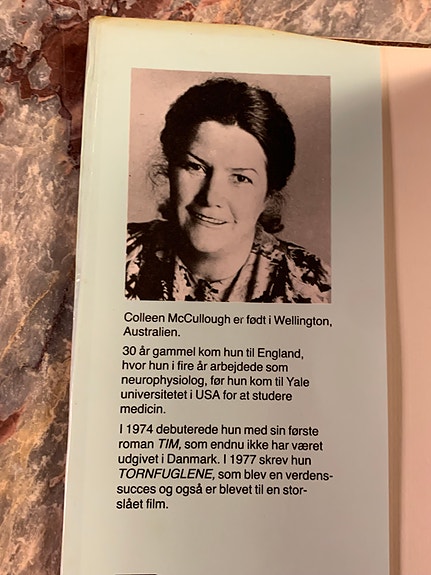 Colleen McCullough er født i Wellington,
Australien.
30 år gammel kom hun til England,
hvor hun i fire år arbejdede som
neurophysiolog, før hun kom til Yale
universitetet i USA for at studere
medicin.
I 1974 debuterede hun med sin første
roman TIM, som endnu ikke har været
udgivet i Danmark. I 1977 skrev hun
TORNFUGLENE, som blev en verdens-
succes og også er blevet til en stor-
slået film.